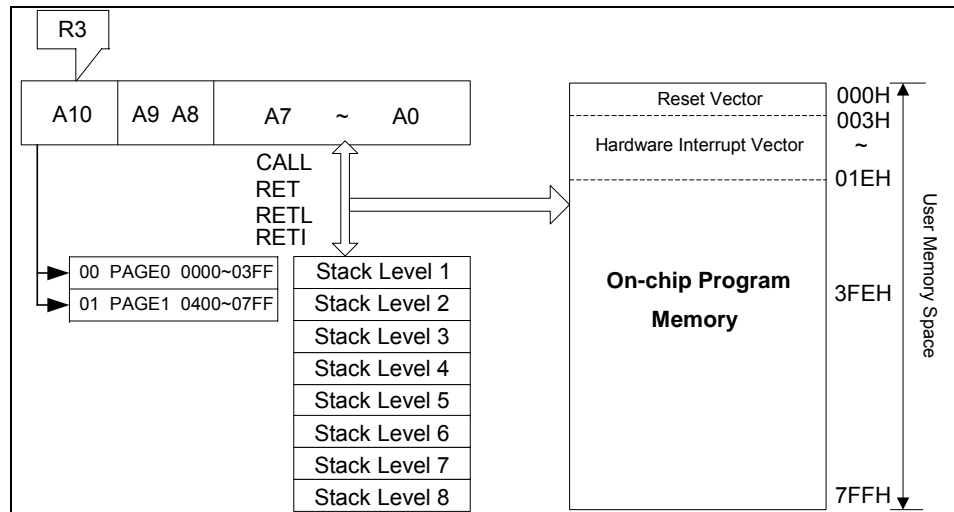 R3
A10 A9 A8 A7 ~ A0
CALL
RET
RETL
RETI
00 PAGE0 0000~03FF
01 PAGE1 0400~07FF
Stack Level 1
Stack Level 2
Stack Level 3
Stack Level 4
Stack Level 5
Stack Level 6
Stack Level 7
Stack Level 8
Reset Vector
Hardware Interrupt Vector
On-chip Program
Memory
000H
003H
~
01EH
3FEH
7FFH
User Memory Space